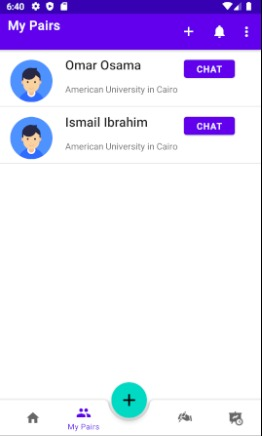 6:40
My Pairs
Omar Osama
CHAT
American University in Cairo
Ismail Ibrahim
CHAT
American University in Cairo
My Pairs